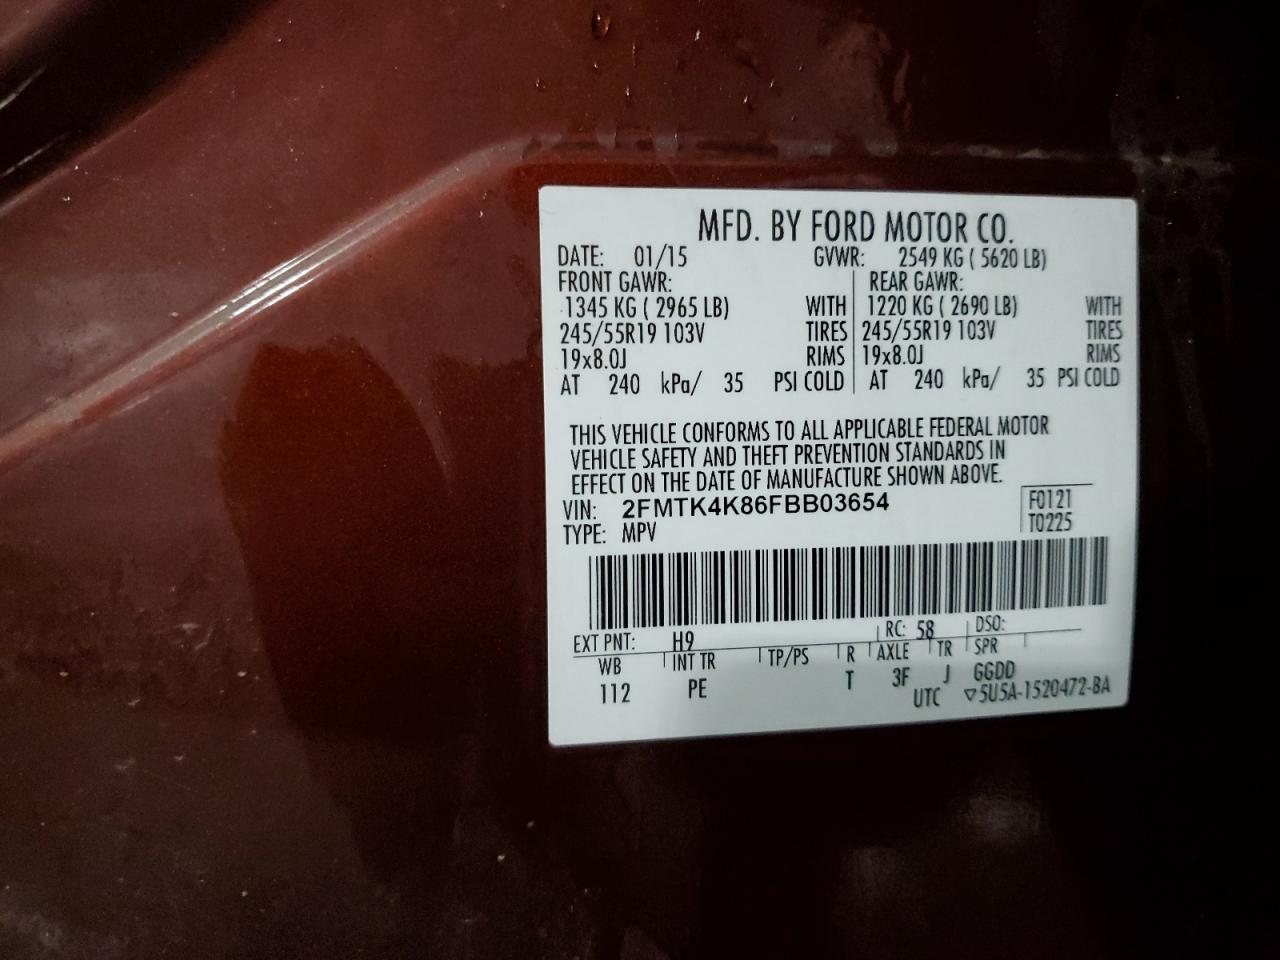 MFD. BY FORD MOTOR CO.
DATE: 01/15 GVWR: 2549 KG ( 5620 LB)
FRONT GAWR: REAR GAWR:
1345 KG ( 2965 LB) WITH 1220 KG ( 2690 LB) WITH
245/55R19 103V TIRES 245/55R19 103V TIRES
19x8.0J RIMS 19x8.0J RIMS
AT 240 kPa/ 35 PSI COLD AT 240 kPa/ 35 PSI COLD
THIS VEHICLE CONFORMS TO ALL APPLICABLE FEDERAL MOTOR
VEHICLE SAFETY AND THEFT PREVENTION STANDARDS IN
EFFECT ON THE DATE OF MANUFACTURE SHOWN ABOVE.
VIN: 2FMTK4K86FBB03654 F0121
TYPE: MPV T0225
EXT PNT: H9 RC: 58 DSO:
WB INT TR TP/PS R AXLE TR SPR
112 PE T 3F J GGDD
UTC ▽5U5A-1520472-BA